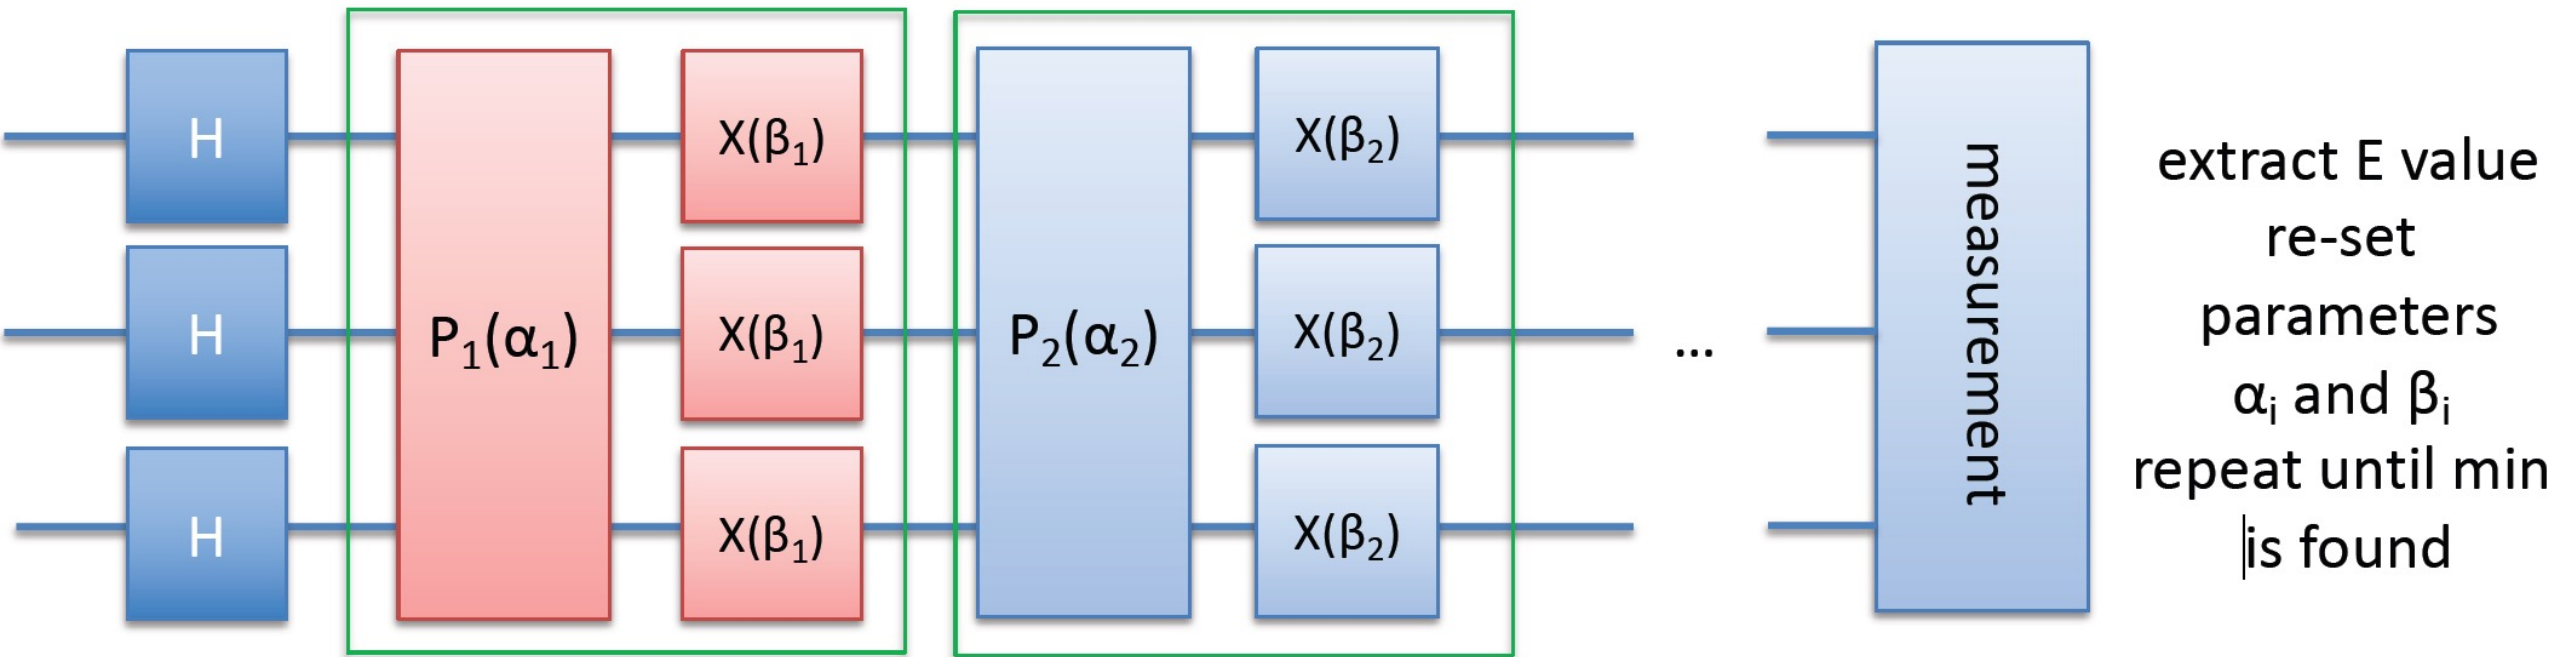 H
H
H
P₁(α₁)
X(β₁)
X(β₁)
X(β₁)
P₂(α₂)
X(β₂)
X(β₂)
X(β₂)
...
measurement
extract E value
re-set
parameters
αᵢ and βᵢ
repeat until min
is found